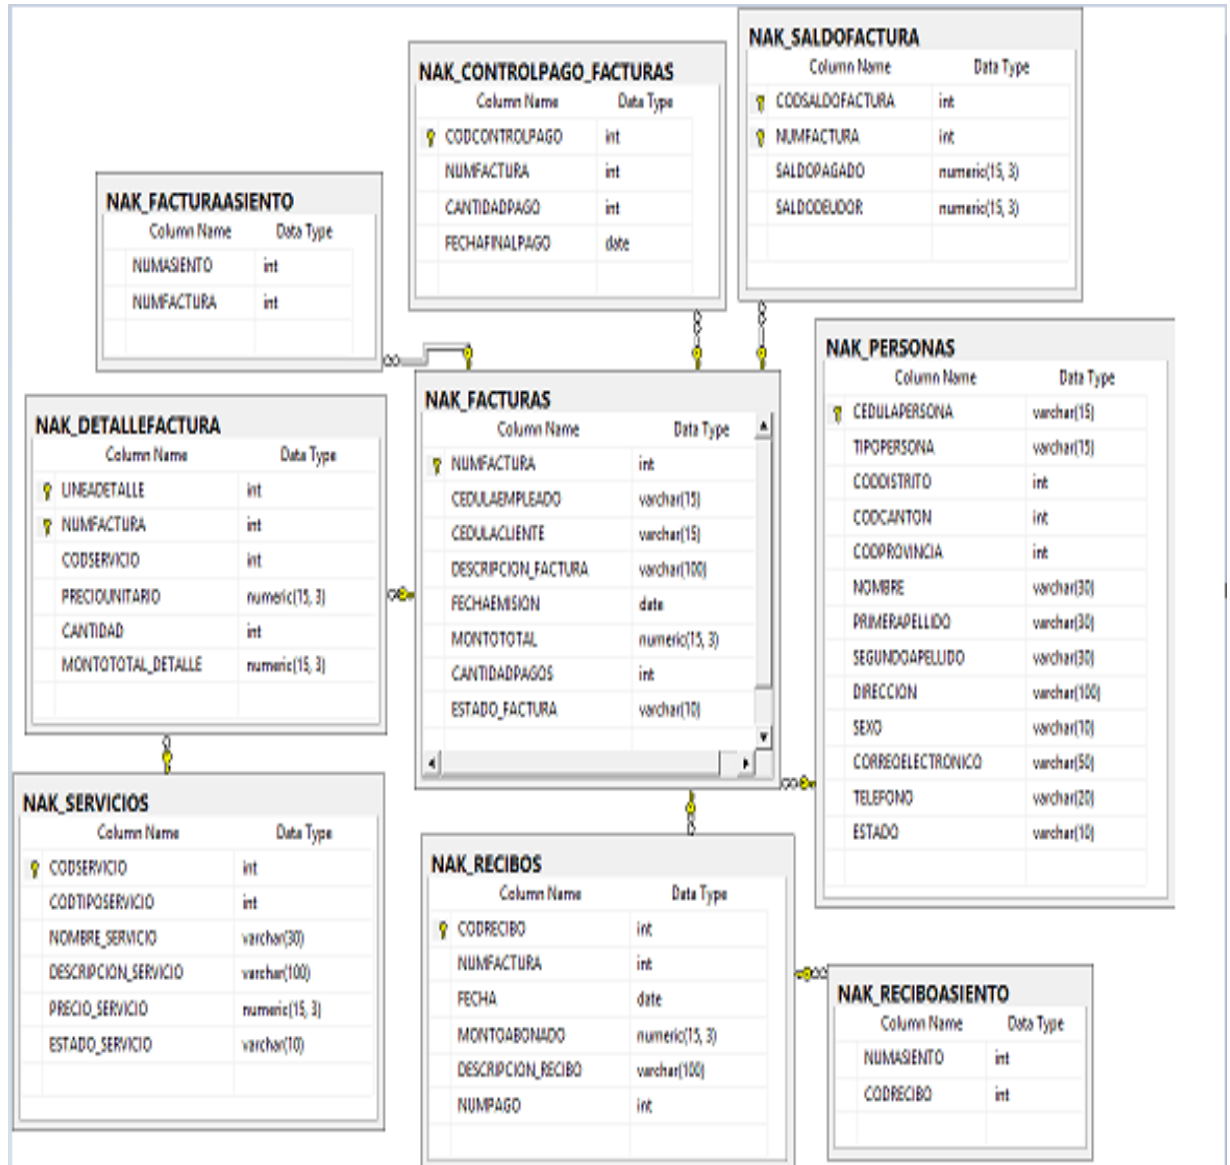 NAK_SALDOFACTURA
Column Name Data Type
CODSALDOFACTURA int
NUMFACTURA int
SALDOPAGADO numeric(15, 3)
SALDODEUDOR numeric(15, 3)
NAK_CONTROLPAGO_FACTURAS
Column Name Data Type
CODCONTROLPAGO int
NUMFACTURA int
CANTIDADPAGO int
FECHAFINALPAGO date
NAK_FACTURAASIENTO
Column Name Data Type
NUMASIENTO int
NUMFACTURA int
NAK_PERSONAS
Column Name Data Type
CEDULAPERSONA varchar(15)
TIPOPERSONA varchar(15)
CODDISTRITO int
CODCANTON int
CODPROVINCIA int
NOMBRE varchar(30)
PRIMERAPELLIDO varchar(30)
SEGUNDOAPELLIDO varchar(30)
DIRECCION varchar(100)
SEXO varchar(10)
CORREOELECTRONICO varchar(50)
TELEFONO varchar(20)
ESTADO varchar(10)
NAK_FACTURAS
Column Name Data Type
NUMFACTURA int
CEDULAEMPLEADO varchar(15)
CEDULACLIENTE varchar(15)
DESCRIPCION_FACTURA varchar(100)
FECHAEMISION date
MONTOTOTAL numeric(15, 3)
CANTIDADPAGOS int
ESTADO_FACTURA varchar(10)
NAK_DETALLEFACTURA
Column Name Data Type
LINEADETALLE int
NUMFACTURA int
CODSERVICIO int
PRECIOUNITARIO numeric(15, 3)
CANTIDAD int
MONTOTOTAL_DETALLE numeric(15, 3)
NAK_SERVICIOS
Column Name Data Type
CODSERVICIO int
CODTIPOSERVICIO int
NOMBRE_SERVICIO varchar(30)
DESCRIPCION_SERVICIO varchar(100)
PRECIO_SERVICIO numeric(15, 3)
ESTADO_SERVICIO varchar(10)
NAK_RECIBOS
Column Name Data Type
CODRECIBO int
NUMFACTURA int
FECHA date
MONTOABONADO numeric(15, 3)
DESCRIPCION_RECIBO varchar(100)
NUMPAGO int
NAK_RECIBOASIENTO
Column Name Data Type
NUMASIENTO int
CODRECIBO int